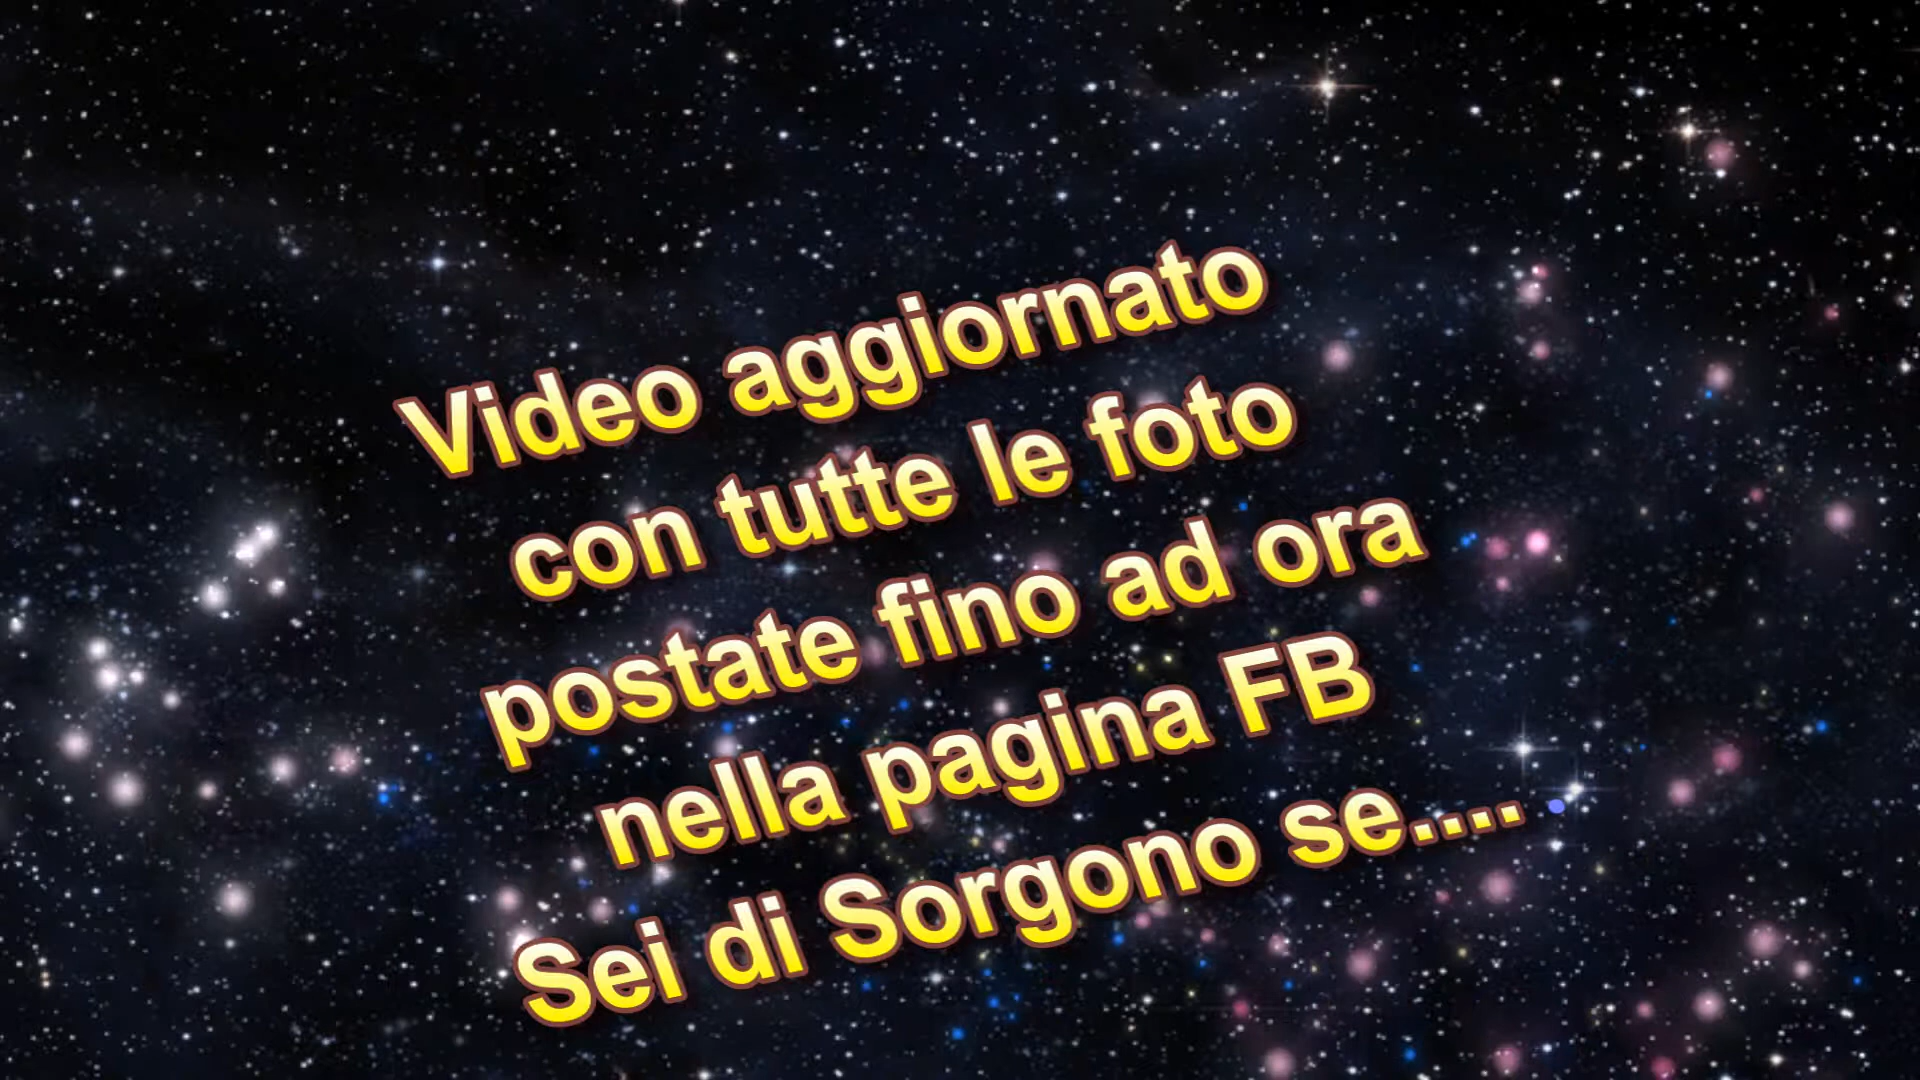 Video aggiornato
con tutte le foto
postate fino ad ora
nella pagina FB
Sei di Sorgono se....